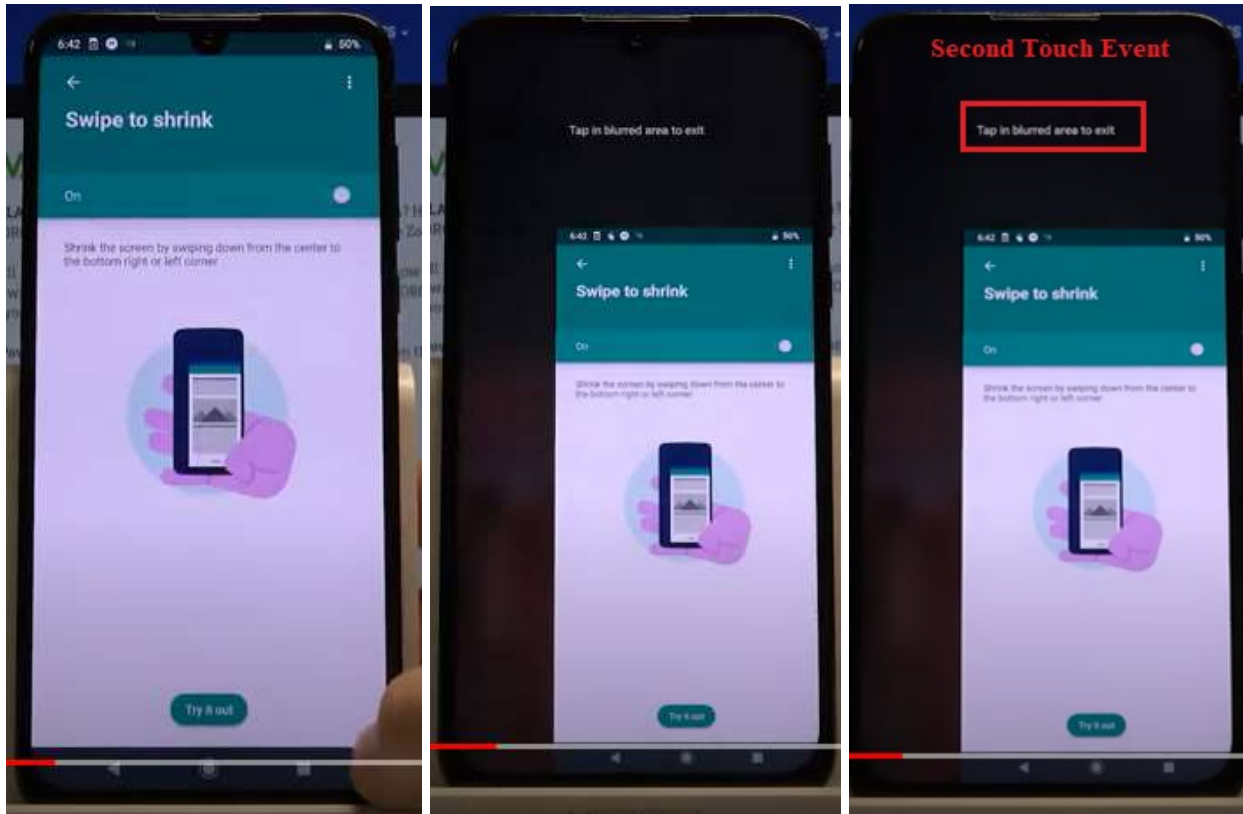 6:42
50%
Swipe to shrink
On
Shrink the screen by swiping down from the center to
the bottom right or left corner
Try it out
Tap in blurred area to exit
6:42
50%
Swipe to shrink
On
Shrink the screen by swiping down from the center to
the bottom right or left corner
Try it out
Second Touch Event
Tap in blurred area to exit
6:42
50%
Swipe to shrink
On
Shrink the screen by swiping down from the center to
the bottom right or left corner
Try it out